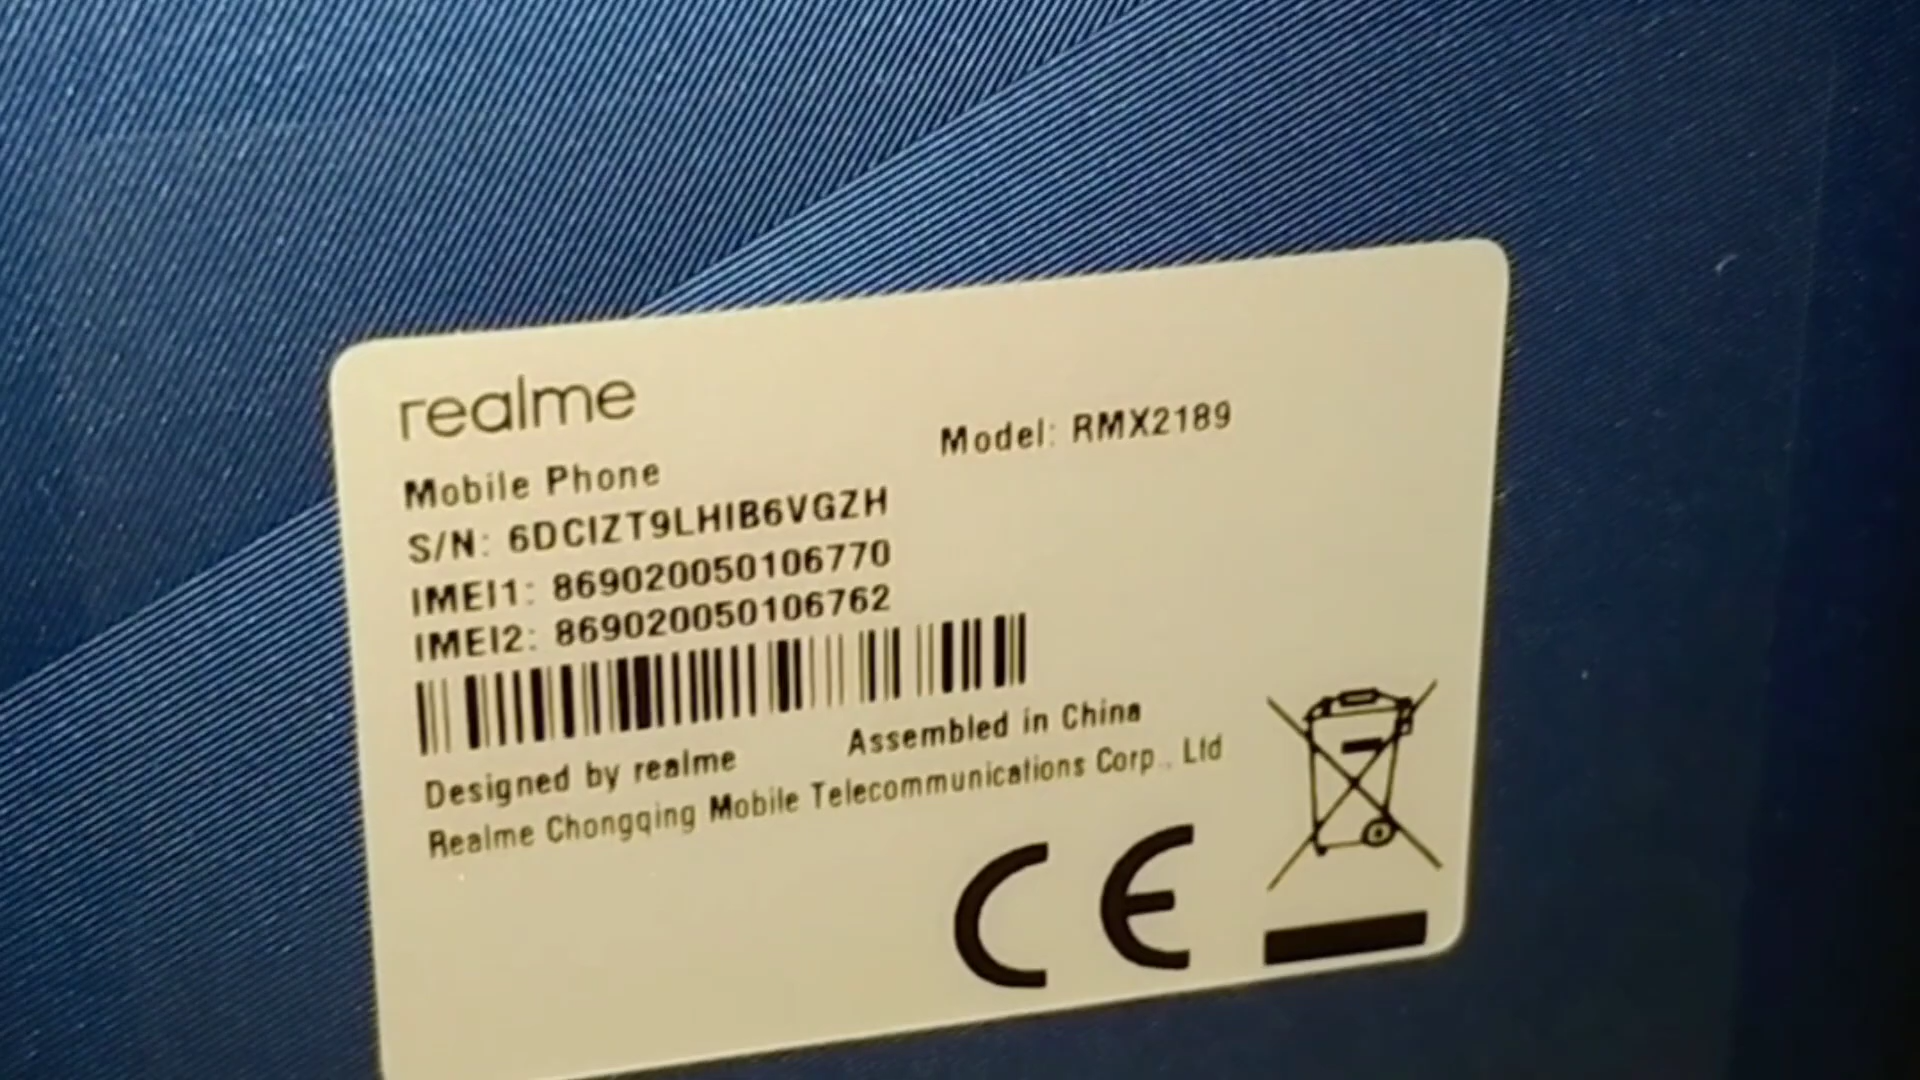 realme
Model: RMX2189
Mobile Phone
S/N: 6DCIZT9LHIB6VGZH
IMEI1: 869020050106770
IMEI2: 869020050106762
Designed by realme Assembled in China
Realme Chongqing Mobile Telecommunications Corp., Ltd
CE